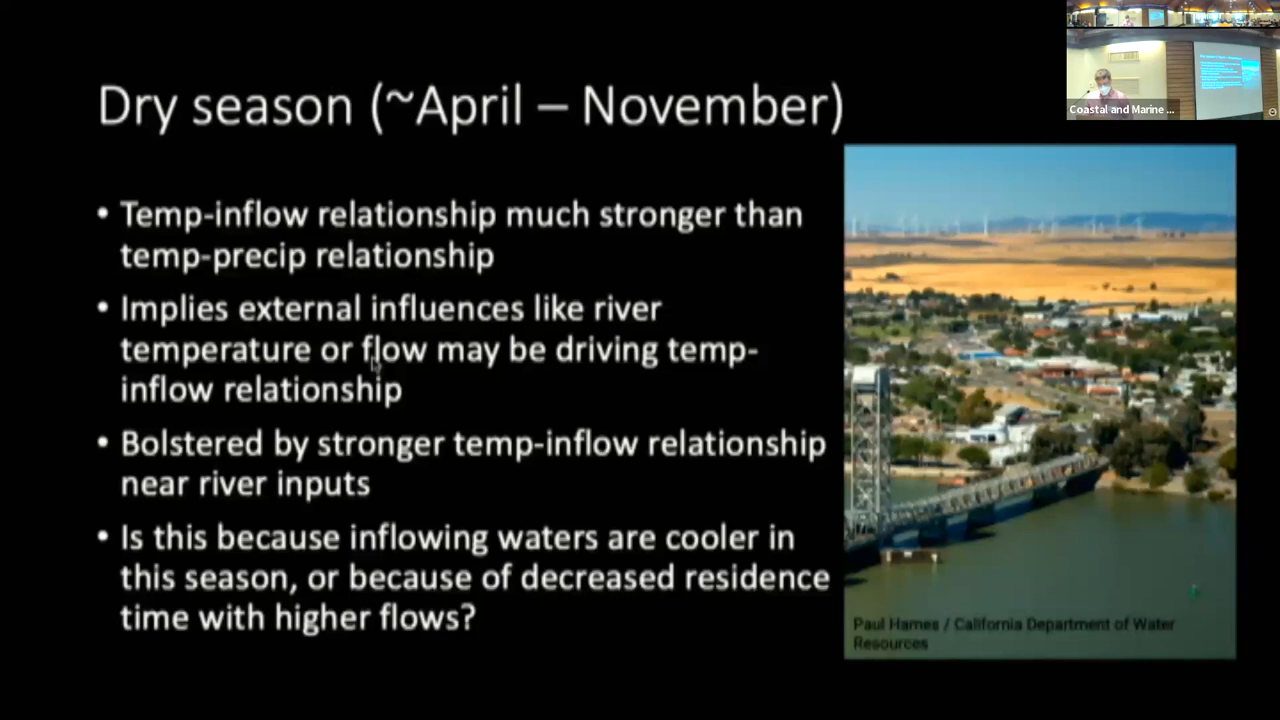 Dry season (~April – November)
• Temp-inflow relationship much stronger than
temp-precip relationship
• Implies external influences like river
temperature or flow may be driving temp-
inflow relationship
• Bolstered by stronger temp-inflow relationship
near river inputs
• Is this because inflowing waters are cooler in
this season, or because of decreased residence
time with higher flows?
Paul Hames / California Department of Water
Resources
Coastal and Marine ...